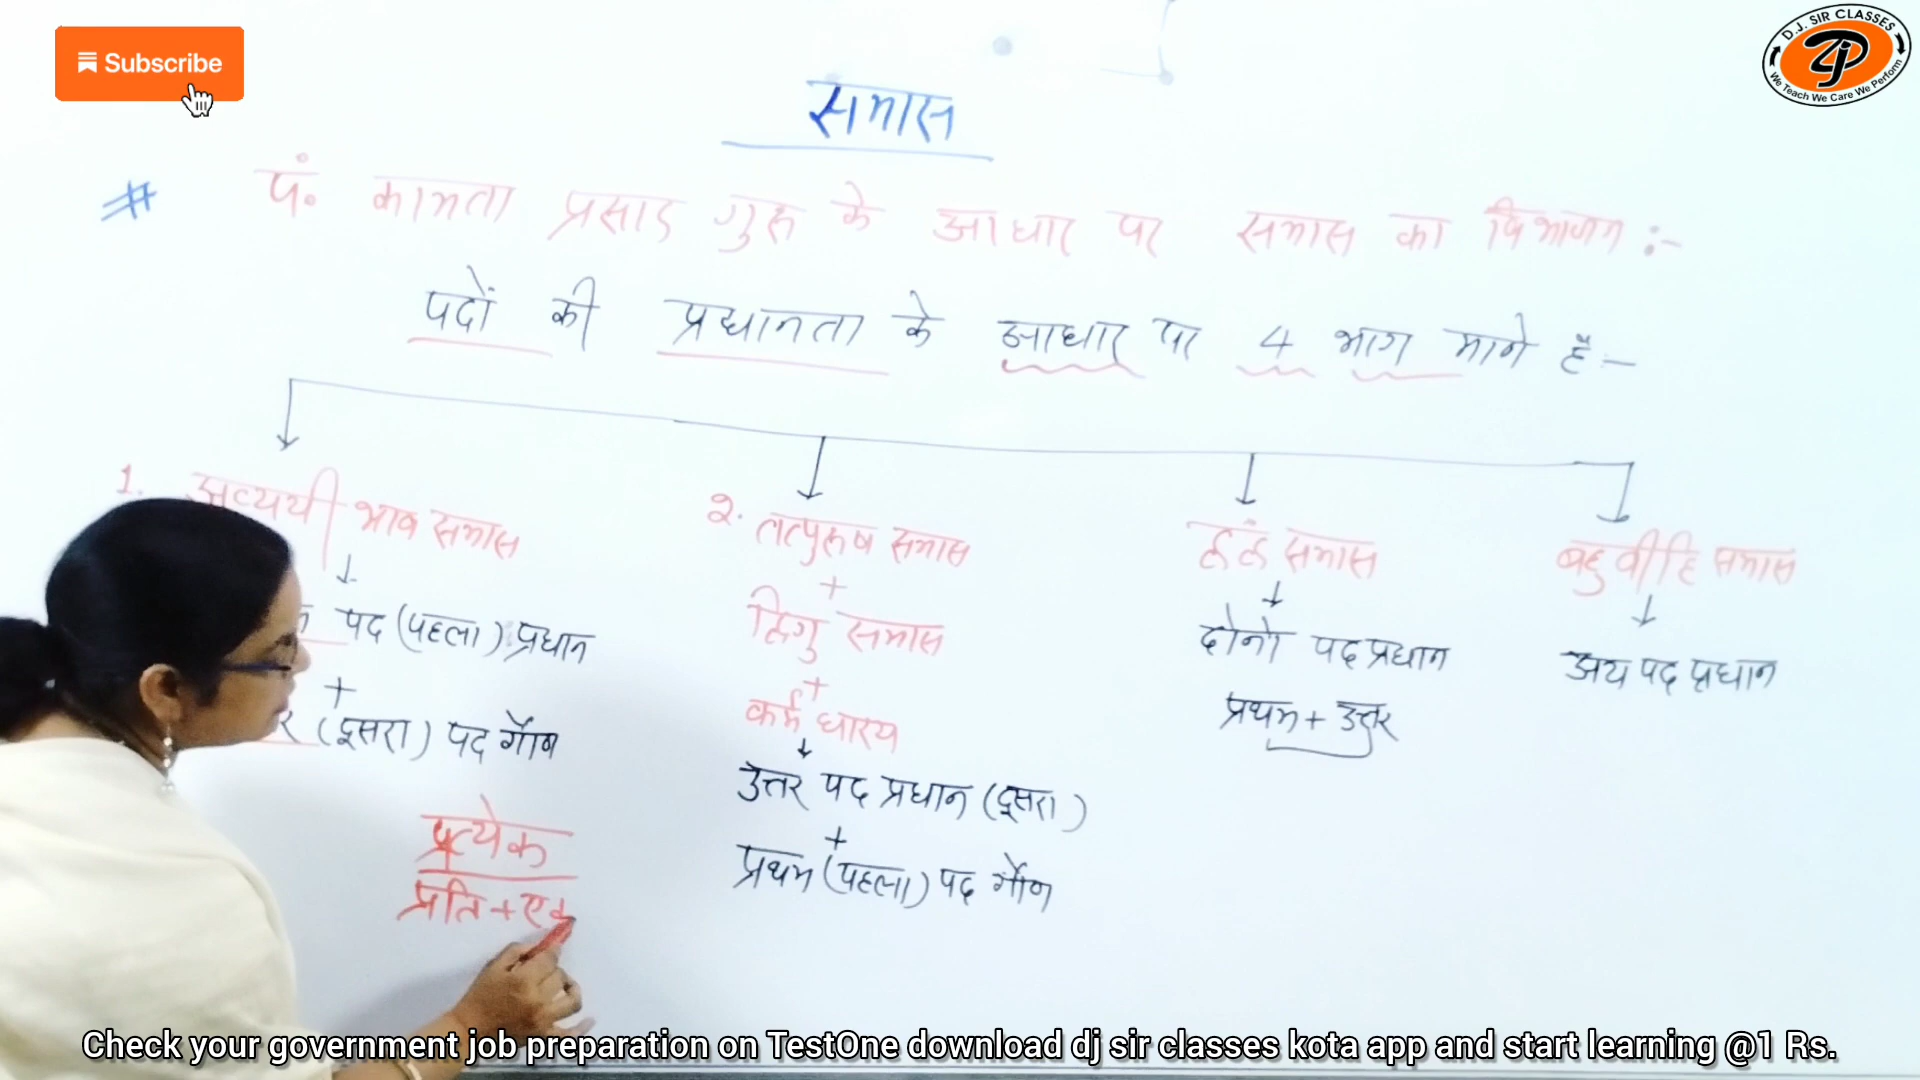 Subscribe
D.J. SIR CLASSES
We Teach We Care We Perform
समास
# पं. कामता प्रसाद गुरु के आधार पर समास का विभाजन :-
पदों की प्रधानता के आधार पर 4 भाग माने हैं :-
1. अव्ययी भाव समास
पद (पहला) प्रधान
+
(दूसरा) पद गौण
प्रत्येक
प्रति + एक
२. तत्पुरुष समास
+
द्विगु समास
+
कर्म धारय
उत्तर पद प्रधान (दूसरा)
+
प्रथम (पहला) पद गौण
द्वंद्व समास
दोनो पद प्रधान
प्रथम + उत्तर
बहुव्रीहि समास
अन्य पद प्रधान
Check your government job preparation on TestOne download dj sir classes kota app and start learning @1 Rs.